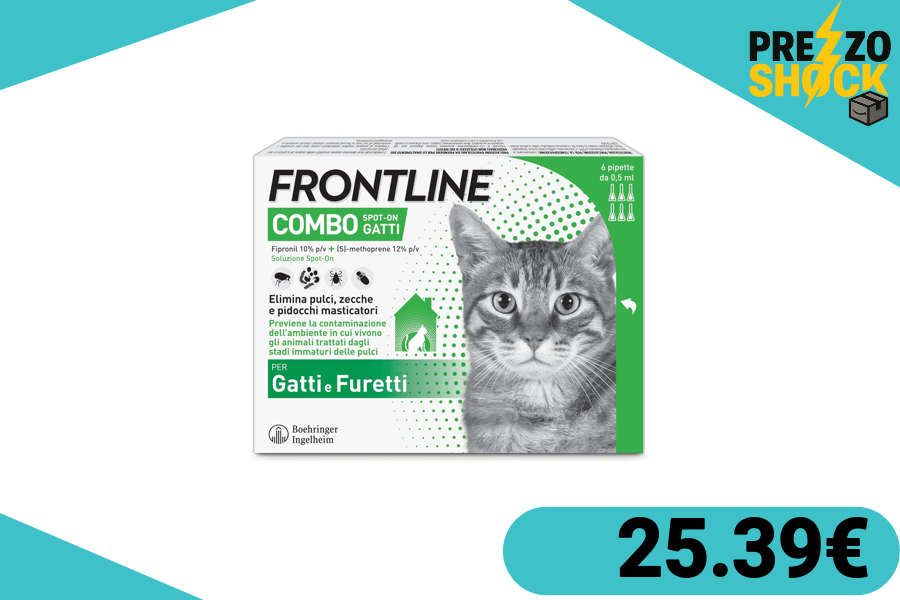 PREZZO
SHOCK
FRONTLINE
COMBO SPOT-ON GATTI
Fipronil 10% p/v + (S)-methoprene 12% p/v
Soluzione Spot-On
6 pipette
da 0,5 ml
Elimina pulci, zecche
e pidocchi masticatori
Previene la contaminazione
dell'ambiente in cui vivono
gli animali trattati dagli
stadi immaturi delle pulci
PER
Gatti e Furetti
Boehringer
Ingelheim
25.39€